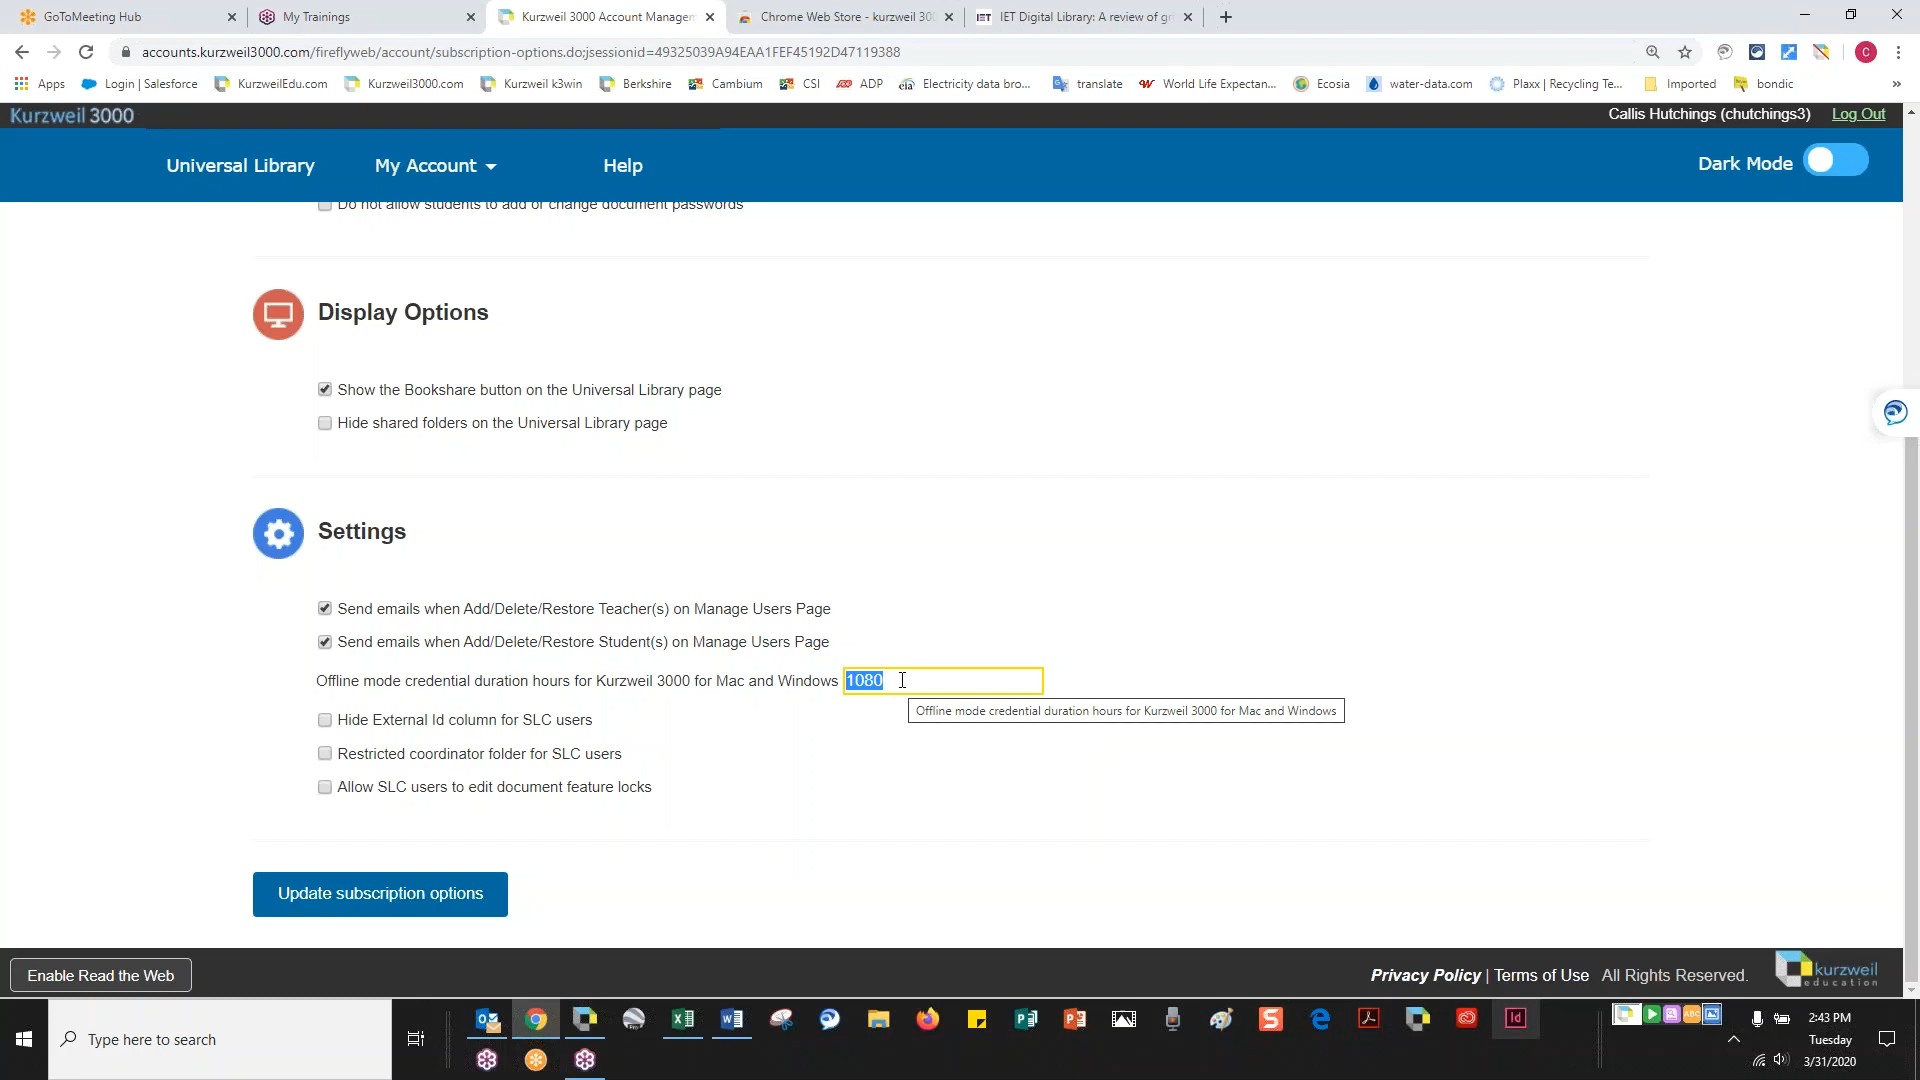 GoToMeeting Hub
My Trainings
Kurzweil 3000 Account Managem
Chrome Web Store - kurzweil 300
IET Digital Library: A review of gri
accounts.kurzweil3000.com/fireflyweb/account/subscription-options.do;jsessionid=49325039A94EAA1FEF45192D47119388
C
Apps
Login | Salesforce
KurzweilEdu.com
Kurzweil3000.com
Kurzweil k3win
Berkshire
Cambium
CSI
ADP
Electricity data bro...
translate
World Life Expectan...
Ecosia
water-data.com
Plaxx | Recycling Te...
Imported
bondic
Kurzweil 3000
Callis Hutchings (chutchings3)
Log Out
Universal Library
My Account
Help
Dark Mode
Do not allow students to add or change document passwords
Display Options
Show the Bookshare button on the Universal Library page
Hide shared folders on the Universal Library page
Settings
Send emails when Add/Delete/Restore Teacher(s) on Manage Users Page
Send emails when Add/Delete/Restore Student(s) on Manage Users Page
Offline mode credential duration hours for Kurzweil 3000 for Mac and Windows 1080
Offline mode credential duration hours for Kurzweil 3000 for Mac and Windows
Hide External Id column for SLC users
Restricted coordinator folder for SLC users
Allow SLC users to edit document feature locks
Update subscription options
Enable Read the Web
Privacy Policy | Terms of Use All Rights Reserved.
kurzweil
education
Type here to search
2:43 PM
Tuesday
3/31/2020